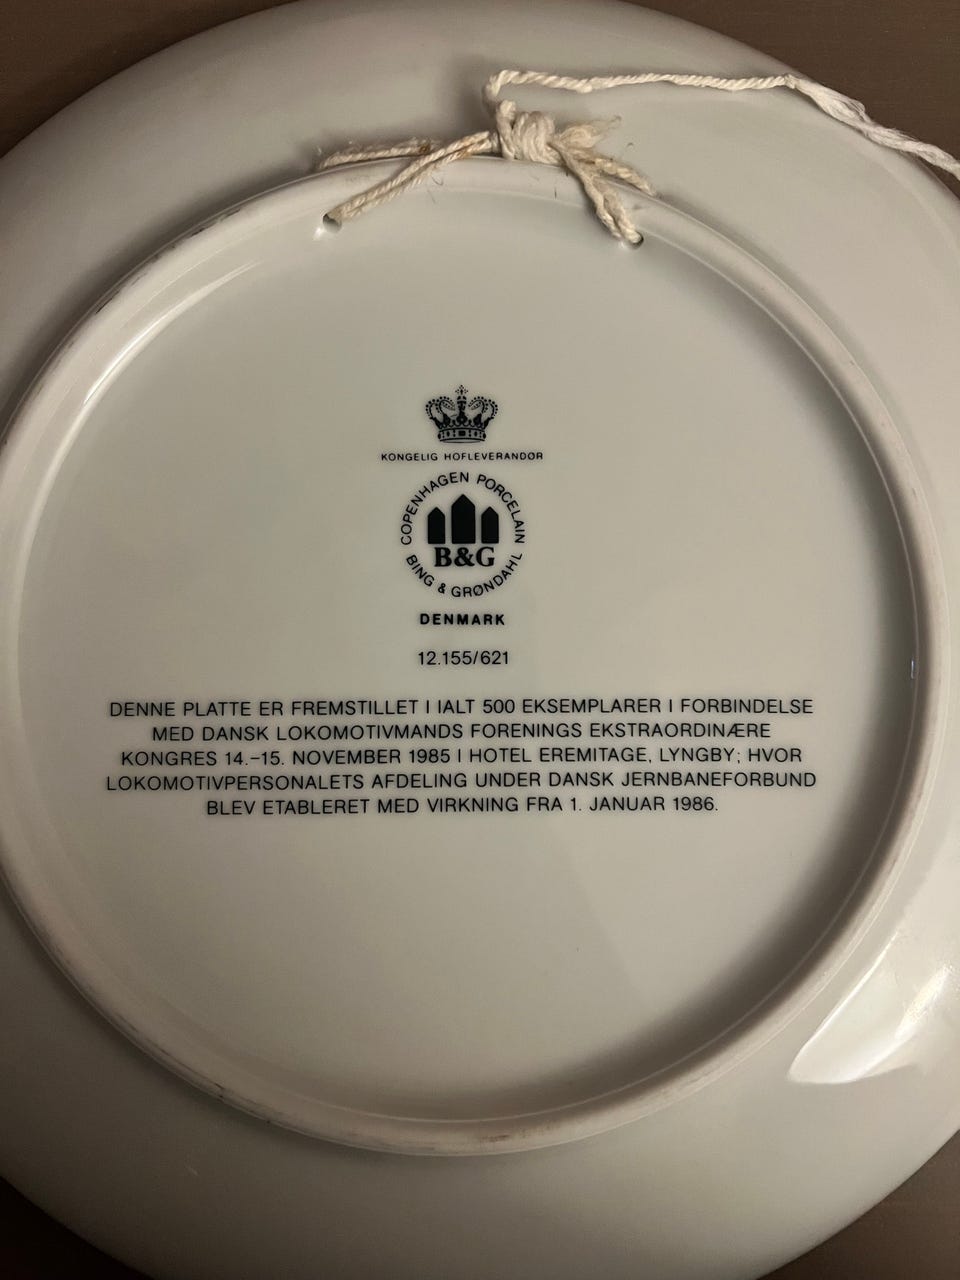 KONGELIG HOFLEVERANDØR
COPENHAGEN PORCELAIN
B&G
BING & GRØNDAHL
DENMARK
12.155/621
DENNE PLATTE ER FREMSTILLET I IALT 500 EKSEMPLARER I FORBINDELSE
MED DANSK LOKOMOTIVMANDS FORENINGS EKSTRAORDINÆRE
KONGRES 14.-15. NOVEMBER 1985 I HOTEL EREMITAGE, LYNGBY; HVOR
LOKOMOTIVPERSONALETS AFDELING UNDER DANSK JERNBANEFORBUND
BLEV ETABLERET MED VIRKNING FRA 1. JANUAR 1986.